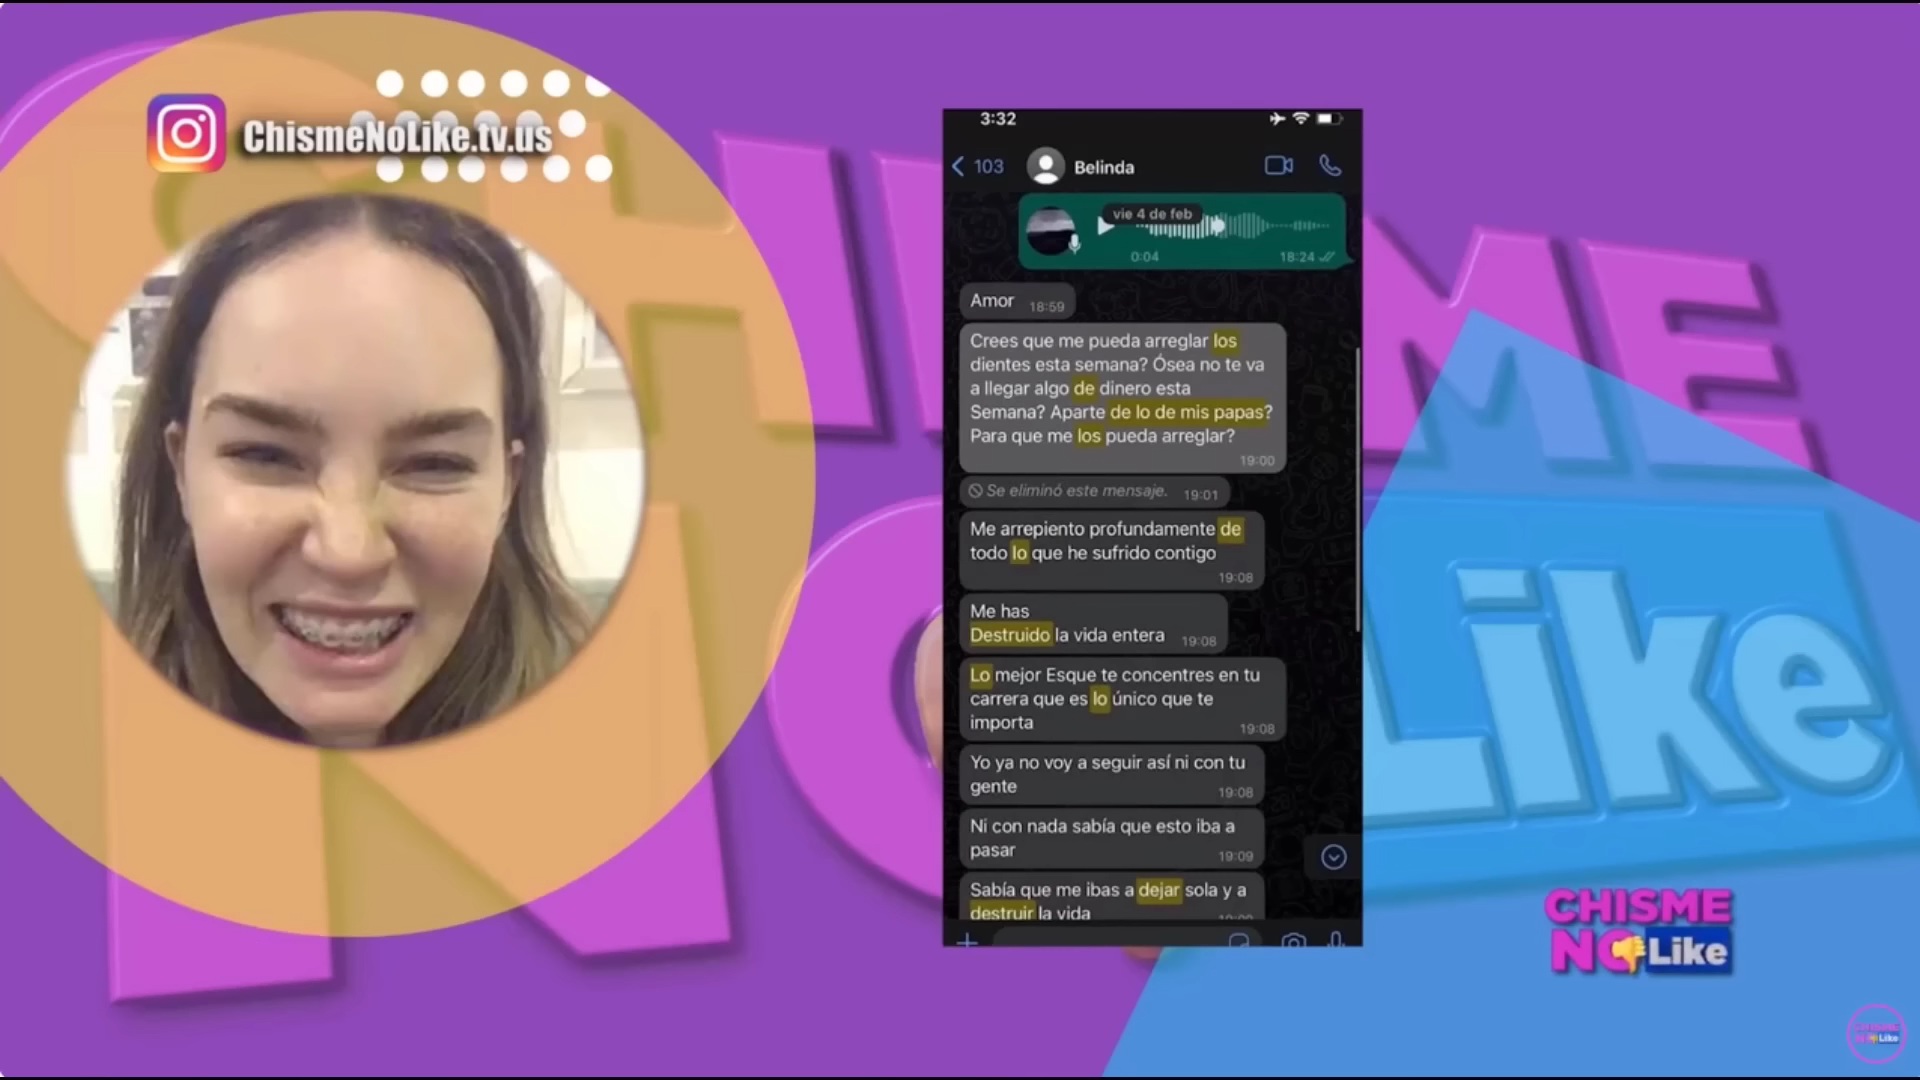 ChismeNoLike.tv.us
3:32
103
Belinda
vie 4 de feb
0:04
18:24
Amor 18:59
Crees que me pueda arreglar los
dientes esta semana? Ósea no te va
a llegar algo de dinero esta
Semana? Aparte de lo de mis papas?
Para que me los pueda arreglar?
19:00
Se eliminó este mensaje. 19:01
Me arrepiento profundamente de
todo lo que he sufrido contigo
19:08
Me has
Destruido la vida entera 19:08
Lo mejor Esque te concentres en tu
carrera que es lo único que te
importa 19:08
Yo ya no voy a seguir así ni con tu
gente 19:08
Ni con nada sabía que esto iba a
pasar 19:09
Sabía que me ibas a dejar sola y a
destruir la vida
CHISME
NO
Like
CHISME
NO Like
CHISME
NO Like